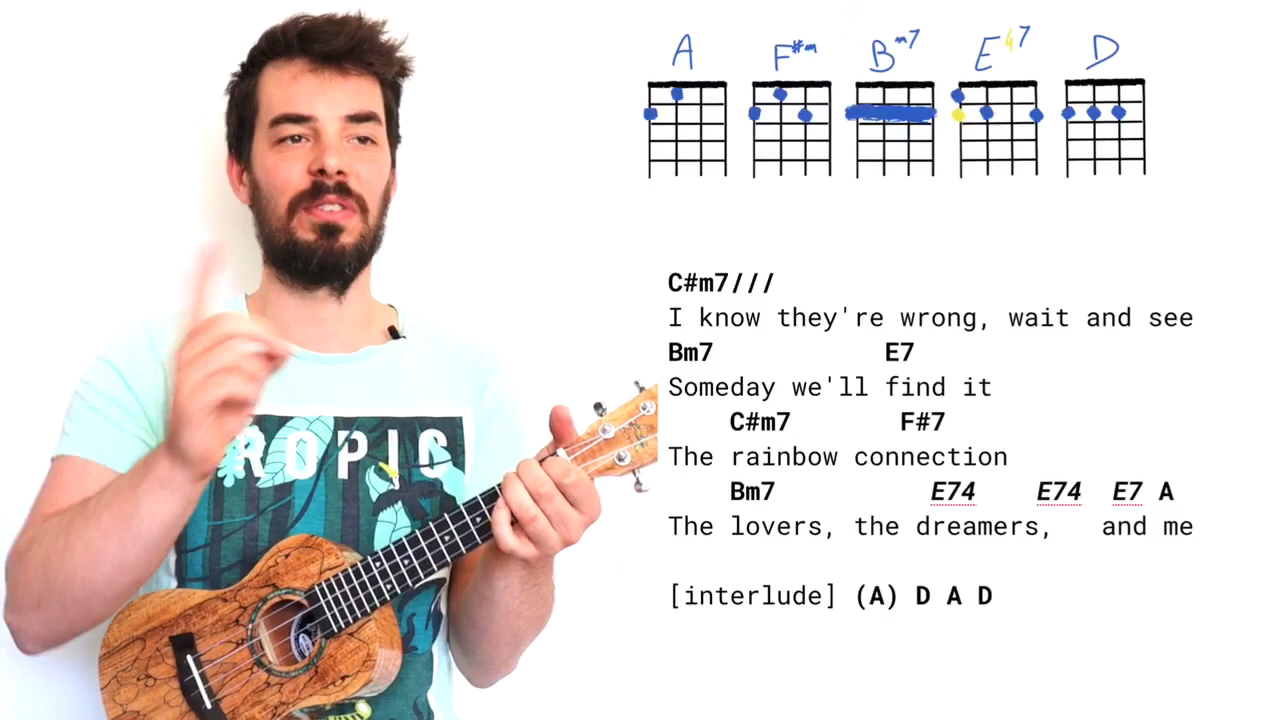 A F#m Bm7 E47 D
C#m7///
I know they're wrong, wait and see
Bm7 E7
Someday we'll find it
C#m7 F#7
The rainbow connection
Bm7 E74 E74 E7 A
The lovers, the dreamers, and me
[interlude] (A) D A D
ROPIC